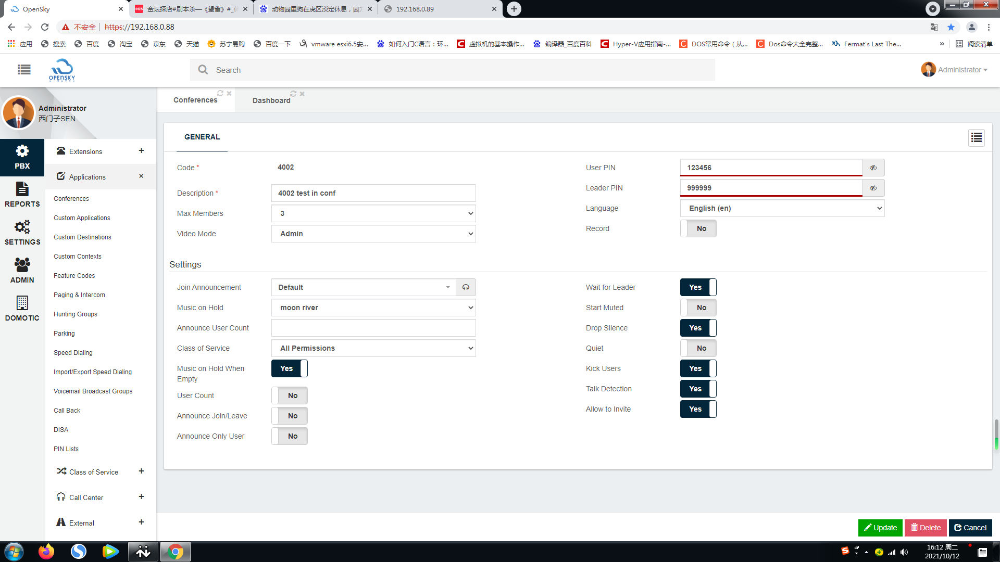 OpenSky
金坛探店#剧本杀—《望雀》#_
动物园里狗在虎区淡定休息，园
192.168.0.89
不安全
https://192.168.0.88
应用
搜索
百度
淘宝
京东
天猫
苏宁易购
百度一下
vmware esxi6.5安...
如何入门C语言：环...
虚拟机的基本操作...
编译器_百度百科
Hyper-V应用指南-...
DOS常用命令（从...
Dos命令大全完整...
Fermat's Last The...
»
阅读清单
OPENSKY
Search
Administrator
Administrator
西门子SEN
Conferences
Dashboard
PBX
REPORTS
SETTINGS
ADMIN
DOMOTIC
Extensions
Applications
Conferences
Custom Applications
Custom Destinations
Custom Contexts
Feature Codes
Paging & Intercom
Hunting Groups
Parking
Speed Dialing
Import/Export Speed Dialing
Voicemail Broadcast Groups
Call Back
DISA
PIN Lists
Class of Service
Call Center
External
GENERAL
Code *
4002
Description *
4002 test in conf
Max Members
3
Video Mode
Admin
User PIN
123456
Leader PIN
999999
Language
English (en)
Record
No
Settings
Join Announcement
Default
Music on Hold
moon river
Announce User Count
Class of Service
All Permissions
Music on Hold When
Empty
Yes
User Count
No
Announce Join/Leave
No
Announce Only User
No
Wait for Leader
Yes
Start Muted
No
Drop Silence
Yes
Quiet
No
Kick Users
Yes
Talk Detection
Yes
Allow to Invite
Yes
Update
Delete
Cancel
16:12 周二
2021/10/12